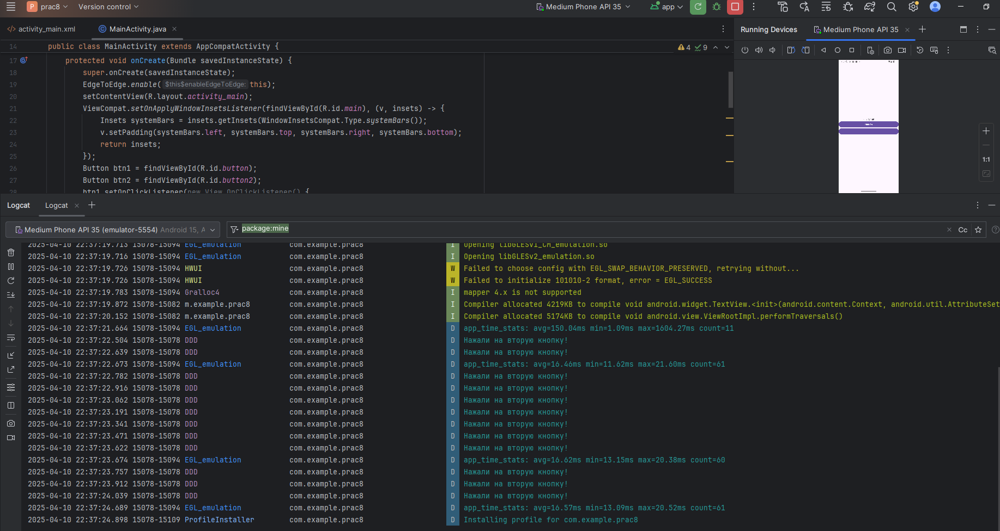 P prac8 Version control Medium Phone API 35 app
activity_main.xml MainActivity.java
Running Devices Medium Phone API 35
14 public class MainActivity extends AppCompatActivity { 4 9
17 protected void onCreate(Bundle savedInstanceState) {
18 super.onCreate(savedInstanceState);
19 EdgeToEdge.enable( $this$enableEdgeToEdge: this);
20 setContentView(R.layout.activity_main);
21 ViewCompat.setOnApplyWindowInsetsListener(findViewById(R.id.main), (v, insets) -> {
22 Insets systemBars = insets.getInsets(WindowInsetsCompat.Type.systemBars());
23 v.setPadding(systemBars.left, systemBars.top, systemBars.right, systemBars.bottom);
24 return insets;
25 });
26 Button btn1 = findViewById(R.id.button);
27 Button btn2 = findViewById(R.id.button2);
28 btn1.setOnClickListener(new View.OnClickListener() {
1:1
Logcat Logcat
Medium Phone API 35 (emulator-5554) Android 15, A package:mine Cc
2025-04-10 22:37:19.713 15078-15094 EGL_emulation com.example.prac8 I Opening libGLESv1_CM_emulation.so
2025-04-10 22:37:19.716 15078-15094 EGL_emulation com.example.prac8 I Opening libGLESv2_emulation.so
2025-04-10 22:37:19.726 15078-15094 HWUI com.example.prac8 W Failed to choose config with EGL_SWAP_BEHAVIOR_PRESERVED, retrying without...
2025-04-10 22:37:19.726 15078-15094 HWUI com.example.prac8 W Failed to initialize 101010-2 format, error = EGL_SUCCESS
2025-04-10 22:37:19.783 15078-15094 Gralloc4 com.example.prac8 I mapper 4.x is not supported
2025-04-10 22:37:19.872 15078-15082 m.example.prac8 com.example.prac8 I Compiler allocated 4219KB to compile void android.widget.TextView.<init>(android.content.Context, android.util.AttributeSet
2025-04-10 22:37:20.152 15078-15082 m.example.prac8 com.example.prac8 I Compiler allocated 5174KB to compile void android.view.ViewRootImpl.performTraversals()
2025-04-10 22:37:21.664 15078-15094 EGL_emulation com.example.prac8 D app_time_stats: avg=150.04ms min=1.09ms max=1604.27ms count=11
2025-04-10 22:37:22.504 15078-15078 DDD com.example.prac8 D Нажали на вторую кнопку!
2025-04-10 22:37:22.639 15078-15078 DDD com.example.prac8 D Нажали на вторую кнопку!
2025-04-10 22:37:22.673 15078-15094 EGL_emulation com.example.prac8 D app_time_stats: avg=16.46ms min=11.62ms max=21.60ms count=61
2025-04-10 22:37:22.782 15078-15078 DDD com.example.prac8 D Нажали на вторую кнопку!
2025-04-10 22:37:22.916 15078-15078 DDD com.example.prac8 D Нажали на вторую кнопку!
2025-04-10 22:37:23.062 15078-15078 DDD com.example.prac8 D Нажали на вторую кнопку!
2025-04-10 22:37:23.191 15078-15078 DDD com.example.prac8 D Нажали на вторую кнопку!
2025-04-10 22:37:23.341 15078-15078 DDD com.example.prac8 D Нажали на вторую кнопку!
2025-04-10 22:37:23.471 15078-15078 DDD com.example.prac8 D Нажали на вторую кнопку!
2025-04-10 22:37:23.622 15078-15078 DDD com.example.prac8 D Нажали на вторую кнопку!
2025-04-10 22:37:23.674 15078-15094 EGL_emulation com.example.prac8 D app_time_stats: avg=16.62ms min=13.15ms max=20.38ms count=60
2025-04-10 22:37:23.757 15078-15078 DDD com.example.prac8 D Нажали на вторую кнопку!
2025-04-10 22:37:23.912 15078-15078 DDD com.example.prac8 D Нажали на вторую кнопку!
2025-04-10 22:37:24.039 15078-15078 DDD com.example.prac8 D Нажали на вторую кнопку!
2025-04-10 22:37:24.689 15078-15094 EGL_emulation com.example.prac8 D app_time_stats: avg=16.57ms min=13.09ms max=20.52ms count=61
2025-04-10 22:37:24.898 15078-15109 ProfileInstaller com.example.prac8 D Installing profile for com.example.prac8